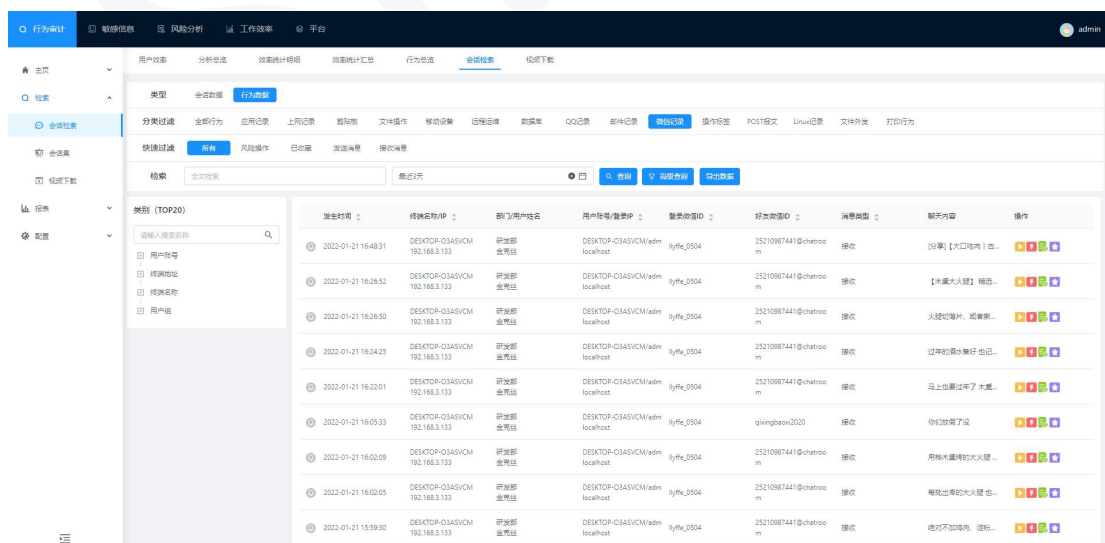 行为审计 敏感信息 风险分析 工作效率 平台 admin
主页
检索
会话检索
会话集
视频下载
报表
配置
用户效率 分析总览 效率统计明细 效率统计汇总 行为总览 会话检索 视频下载
类型 会话数据 行为数据
分类过滤 全部行为 应用记录 上网记录 剪贴板 文件操作 移动设备 远程运维 数据库 QQ记录 邮件记录 微信记录 操作标签 POST报文 Linux记录 文件外发 打印行为
快速过滤 所有 风险操作 已收藏 发送消息 接收消息
检索 全文检索 最近3天 查询 高级查询 导出数据
类别（TOP20）
请输入搜索名称
用户账号
终端地址
终端名称
用户组
发生时间 终端名称/IP 部门/用户姓名 用户账号/登录IP 登录微信ID 好友微信ID 消息类型 聊天内容 操作
2022-01-21 16:48:31 DESKTOP-O3ASVCM 研发部 DESKTOP-O3ASVCM/adm llyffe_0504 25210987441@chatroo 接收 [分享]【大口吃肉丨古...
192.168.3.133 金克丝 localhost m
2022-01-21 16:26:52 DESKTOP-O3ASVCM 研发部 DESKTOP-O3ASVCM/adm llyffe_0504 25210987441@chatroo 接收 【木薰大火腿】精选...
192.168.3.133 金克丝 localhost m
2022-01-21 16:26:50 DESKTOP-O3ASVCM 研发部 DESKTOP-O3ASVCM/adm llyffe_0504 25210987441@chatroo 接收 火腿切薄片，或者撕...
192.168.3.133 金克丝 localhost m
2022-01-21 16:24:25 DESKTOP-O3ASVCM 研发部 DESKTOP-O3ASVCM/adm llyffe_0504 25210987441@chatroo 接收 过年的酒水备好 也记...
192.168.3.133 金克丝 localhost m
2022-01-21 16:22:01 DESKTOP-O3ASVCM 研发部 DESKTOP-O3ASVCM/adm llyffe_0504 25210987441@chatroo 接收 马上也要过年了 木薰...
192.168.3.133 金克丝 localhost m
2022-01-21 16:05:33 DESKTOP-O3ASVCM 研发部 DESKTOP-O3ASVCM/adm llyffe_0504 qixingbaoxi2020 接收 你们放假了没
192.168.3.133 金克丝 localhost
2022-01-21 16:02:09 DESKTOP-O3ASVCM 研发部 DESKTOP-O3ASVCM/adm llyffe_0504 25210987441@chatroo 接收 用桦木薰烤的大火腿 ...
192.168.3.133 金克丝 localhost m
2022-01-21 16:02:05 DESKTOP-O3ASVCM 研发部 DESKTOP-O3ASVCM/adm llyffe_0504 25210987441@chatroo 接收 每批出库的大火腿 也...
192.168.3.133 金克丝 localhost m
2022-01-21 15:59:30 DESKTOP-O3ASVCM 研发部 DESKTOP-O3ASVCM/adm llyffe_0504 25210987441@chatroo 接收 绝对不加鸡肉、淀粉...
192.168.3.133 金克丝 localhost m